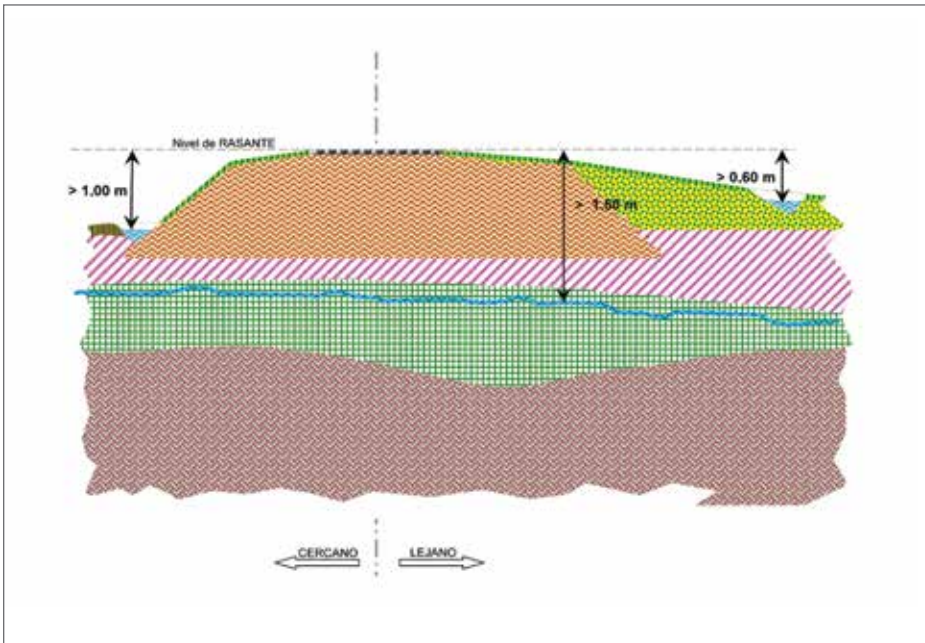 Nivel de RASANTE
> 1.00 m
> 1.50 m
> 0.60 m
CERCANO
LEJANO